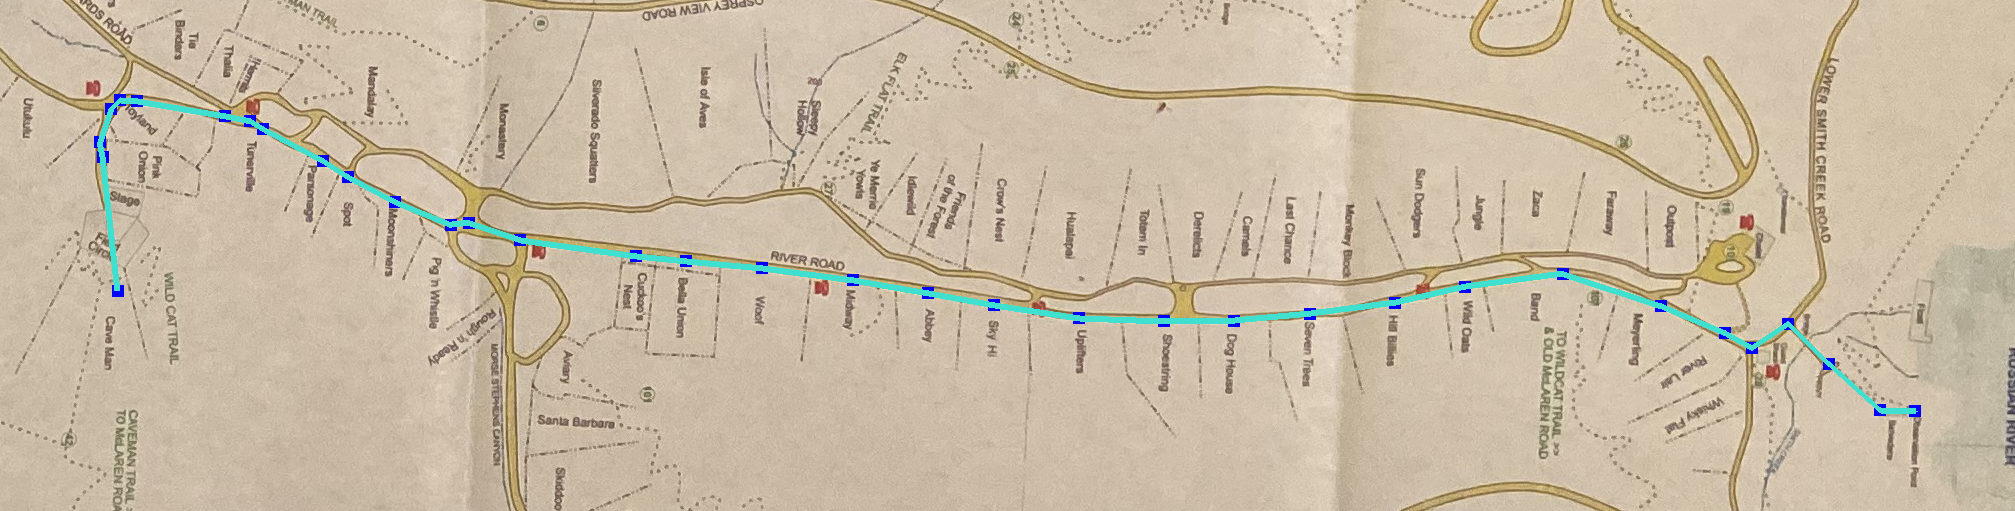 OSPREY VIEW ROAD
LOWER SMITH CREEK ROAD
ELK FLAT TRAIL
Tie
Binders
Thalia
Mandalay
Monastery
Silverado Squatters
Isle of Aves
Sleepy
Hollow
Ye Merrie
Yowls
Idlewild
Friends
of the Forest
Crow's Nest
Hualapai
Totem In
Derelicts
Camels
Last Chance
Monkey Block
Sun Dodgers
Jungle
Zaca
Faraway
Outpost
Utukulu
Pink
Onion
Tunerville
Parsonage
Spot
Moonshiners
Pig 'n Whistle
Rough 'n Ready
Stage
Cave Man
WILD CAT TRAIL
CAVEMAN TRAIL
TO McLAREN ROAD
RIVER ROAD
MORSE STEPHENS CANYON
Aviary
Santa Barbara
Skiddoo
Cuckoo's
Nest
Bella Union
Woof
Midway
Abbey
Sky Hi
Uplifters
Shoestring
Dog House
Seven Trees
Hill Billies
Wild Oats
Band
Meyerling
River Lair
Whisky Flat
TO WILDCAT TRAIL >>
& OLD McLAREN ROAD
RUSSIAN RIVER